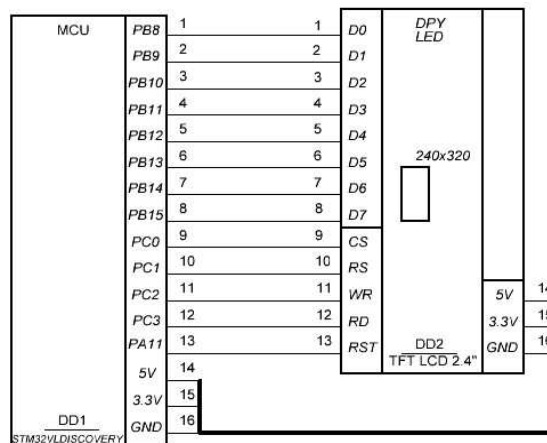 MCU PB8 1 1 D0 DPY
LED
PB9 2 2 D1
PB10 3 3 D2
PB11 4 4 D3
PB12 5 5 D4
PB13 6 6 D5 240x320
PB14 7 7 D6
PB15 8 8 D7
PC0 9 9 CS
PC1 10 10 RS
PC2 11 11 WR 5V 14
PC3 12 12 RD 3.3V 15
PA11 13 13 RST DD2 GND 16
TFT LCD 2.4"
5V 14
3.3V 15
DD1 GND 16
STM32VLDISCOVERY